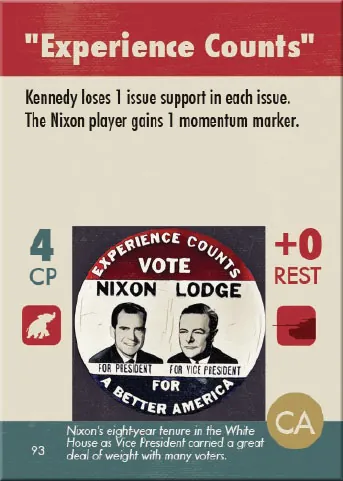 "Experience Counts"
Kennedy loses 1 issue support in each issue.
The Nixon player gains 1 momentum marker.
4
CP
+0
REST
EXPERIENCE COUNTS
VOTE
NIXON LODGE
FOR PRESIDENT FOR VICE PRESIDENT
FOR
A BETTER AMERICA
CA
Nixon's eight-year tenure in the White
House as Vice President carried a great
deal of weight with many voters.
93